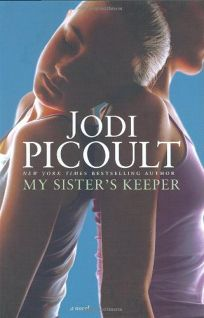 JODI
PICOULT
NEW YORK TIMES BESTSELLING AUTHOR
MY SISTER'S KEEPER
a novel